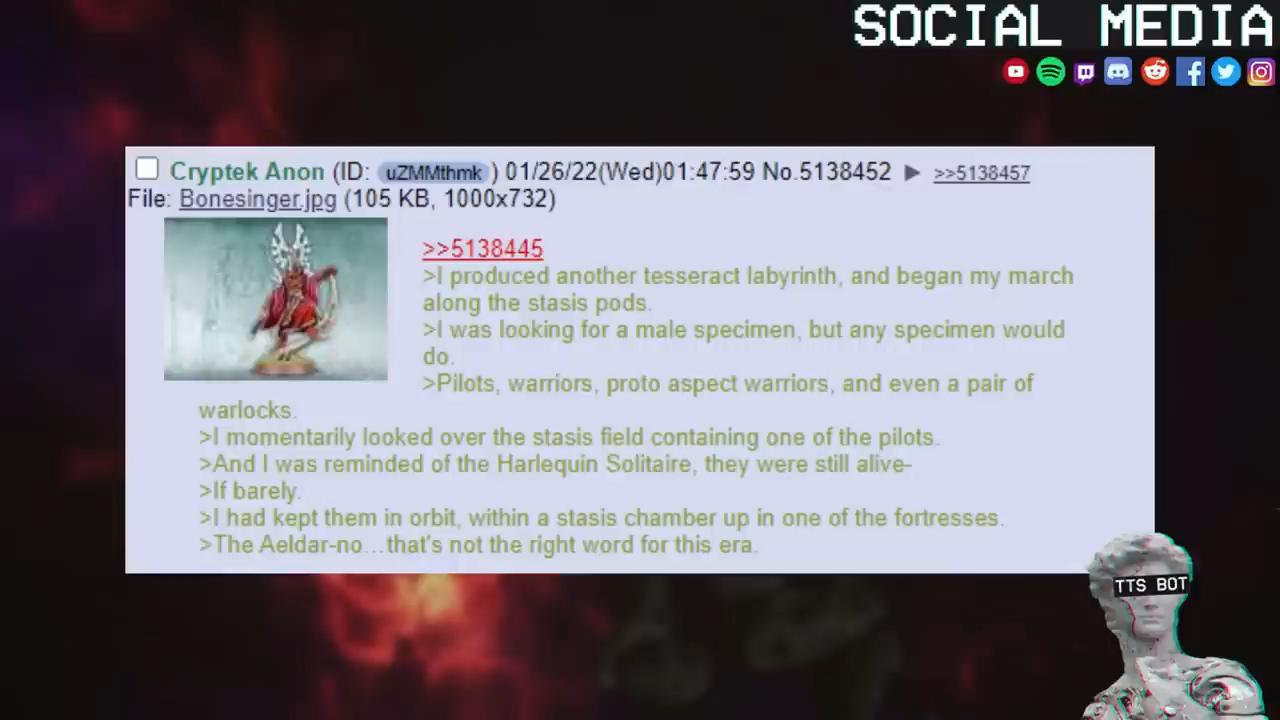 SOCIAL MEDIA
Cryptek Anon (ID: uZMMthmk ) 01/26/22(Wed)01:47:59 No.5138452 ▶ >>5138457
File: Bonesinger.jpg (105 KB, 1000x732)
>>5138445
>I produced another tesseract labyrinth, and began my march
along the stasis pods.
>I was looking for a male specimen, but any specimen would
do.
>Pilots, warriors, proto aspect warriors, and even a pair of
warlocks.
>I momentarily looked over the stasis field containing one of the pilots.
>And I was reminded of the Harlequin Solitaire, they were still alive-
>If barely.
>I had kept them in orbit, within a stasis chamber up in one of the fortresses.
>The Aeldar-no...that's not the right word for this era.
TTS BOT